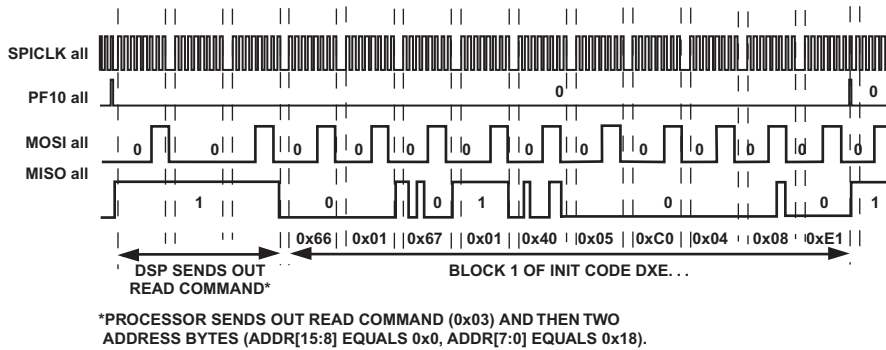 SPICLK all
PF10 all
0
0
MOSI all
0
0
0
0
0
0
0
0
0
0
0
0
0
MISO all
1
0
0
1
0
0
1
0x66
0x01
0x67
0x01
0x40
0x05
0xC0
0x04
0x08
0xE1
DSP SENDS OUT
READ COMMAND*
BLOCK 1 OF INIT CODE DXE. . .
*PROCESSOR SENDS OUT READ COMMAND (0x03) AND THEN TWO
ADDRESS BYTES (ADDR[15:8] EQUALS 0x0, ADDR[7:0] EQUALS 0x18).